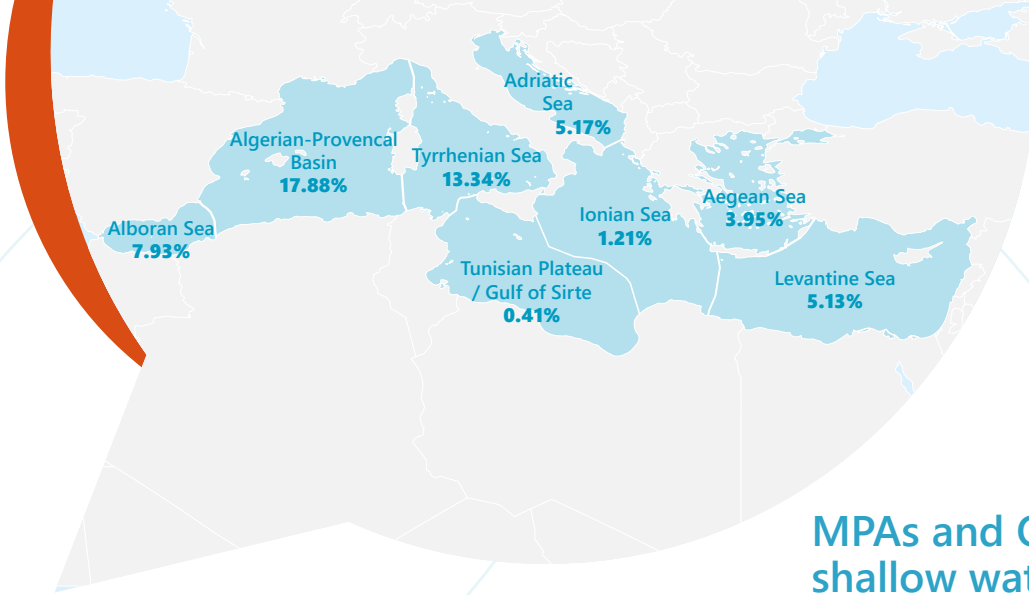 Adriatic
Sea
5.17%
Algerian-Provencal
Basin
17.88%
Tyrrhenian Sea
13.34%
Alboran Sea
7.93%
Ionian Sea
1.21%
Aegean Sea
3.95%
Tunisian Plateau
/ Gulf of Sirte
0.41%
Levantine Sea
5.13%
MPAs and
shallow